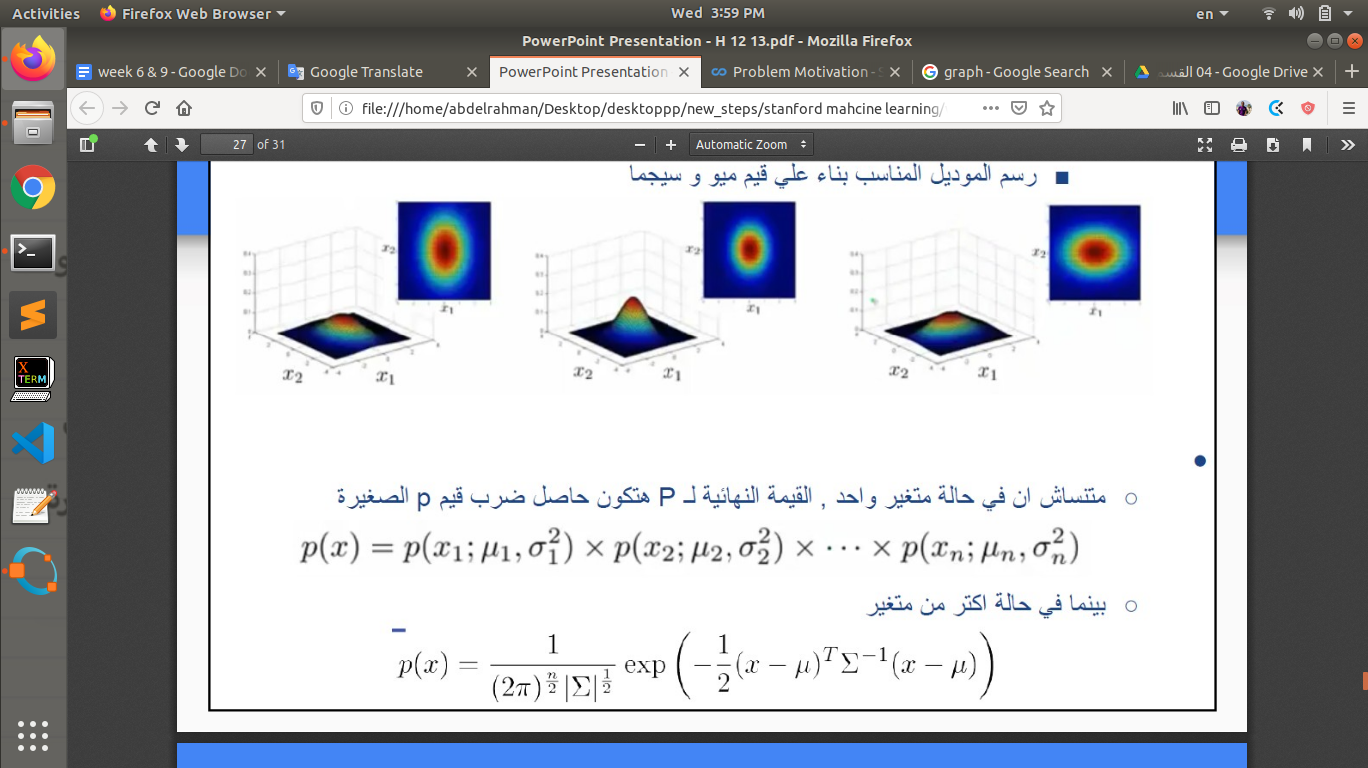 Activities Firefox Web Browser Wed 3:59 PM en
PowerPoint Presentation - H 12 13.pdf - Mozilla Firefox
week 6 & 9 - Google Do Google Translate PowerPoint Presentation Problem Motivation - S graph - Google Search 04 القسم - Google Drive
file:///home/abdelrahman/Desktop/desktoppp/new_steps/stanford mahcine learning/
27 of 31 Automatic Zoom
رسم الموديل المناسب بناء علي قيم ميو و سيجما
x₂ x₁ x₂ x₁ x₂ x₁
x₂ x₁ x₂ x₁ x₂ x₁
متنساش ان في حالة متغير واحد , القيمة النهائية لـ P هتكون حاصل ضرب قيم p الصغيرة
p(x) = p(x₁; μ₁, σ₁²) × p(x₂; μ₂, σ₂²) × ⋯ × p(xₙ; μₙ, σₙ²)
بينما في حالة اكتر من متغير
p(x) = 1 / ((2π)^(n/2) |Σ|^(1/2)) exp(−1/2 (x − μ)ᵀ Σ⁻¹ (x − μ))
X TERM